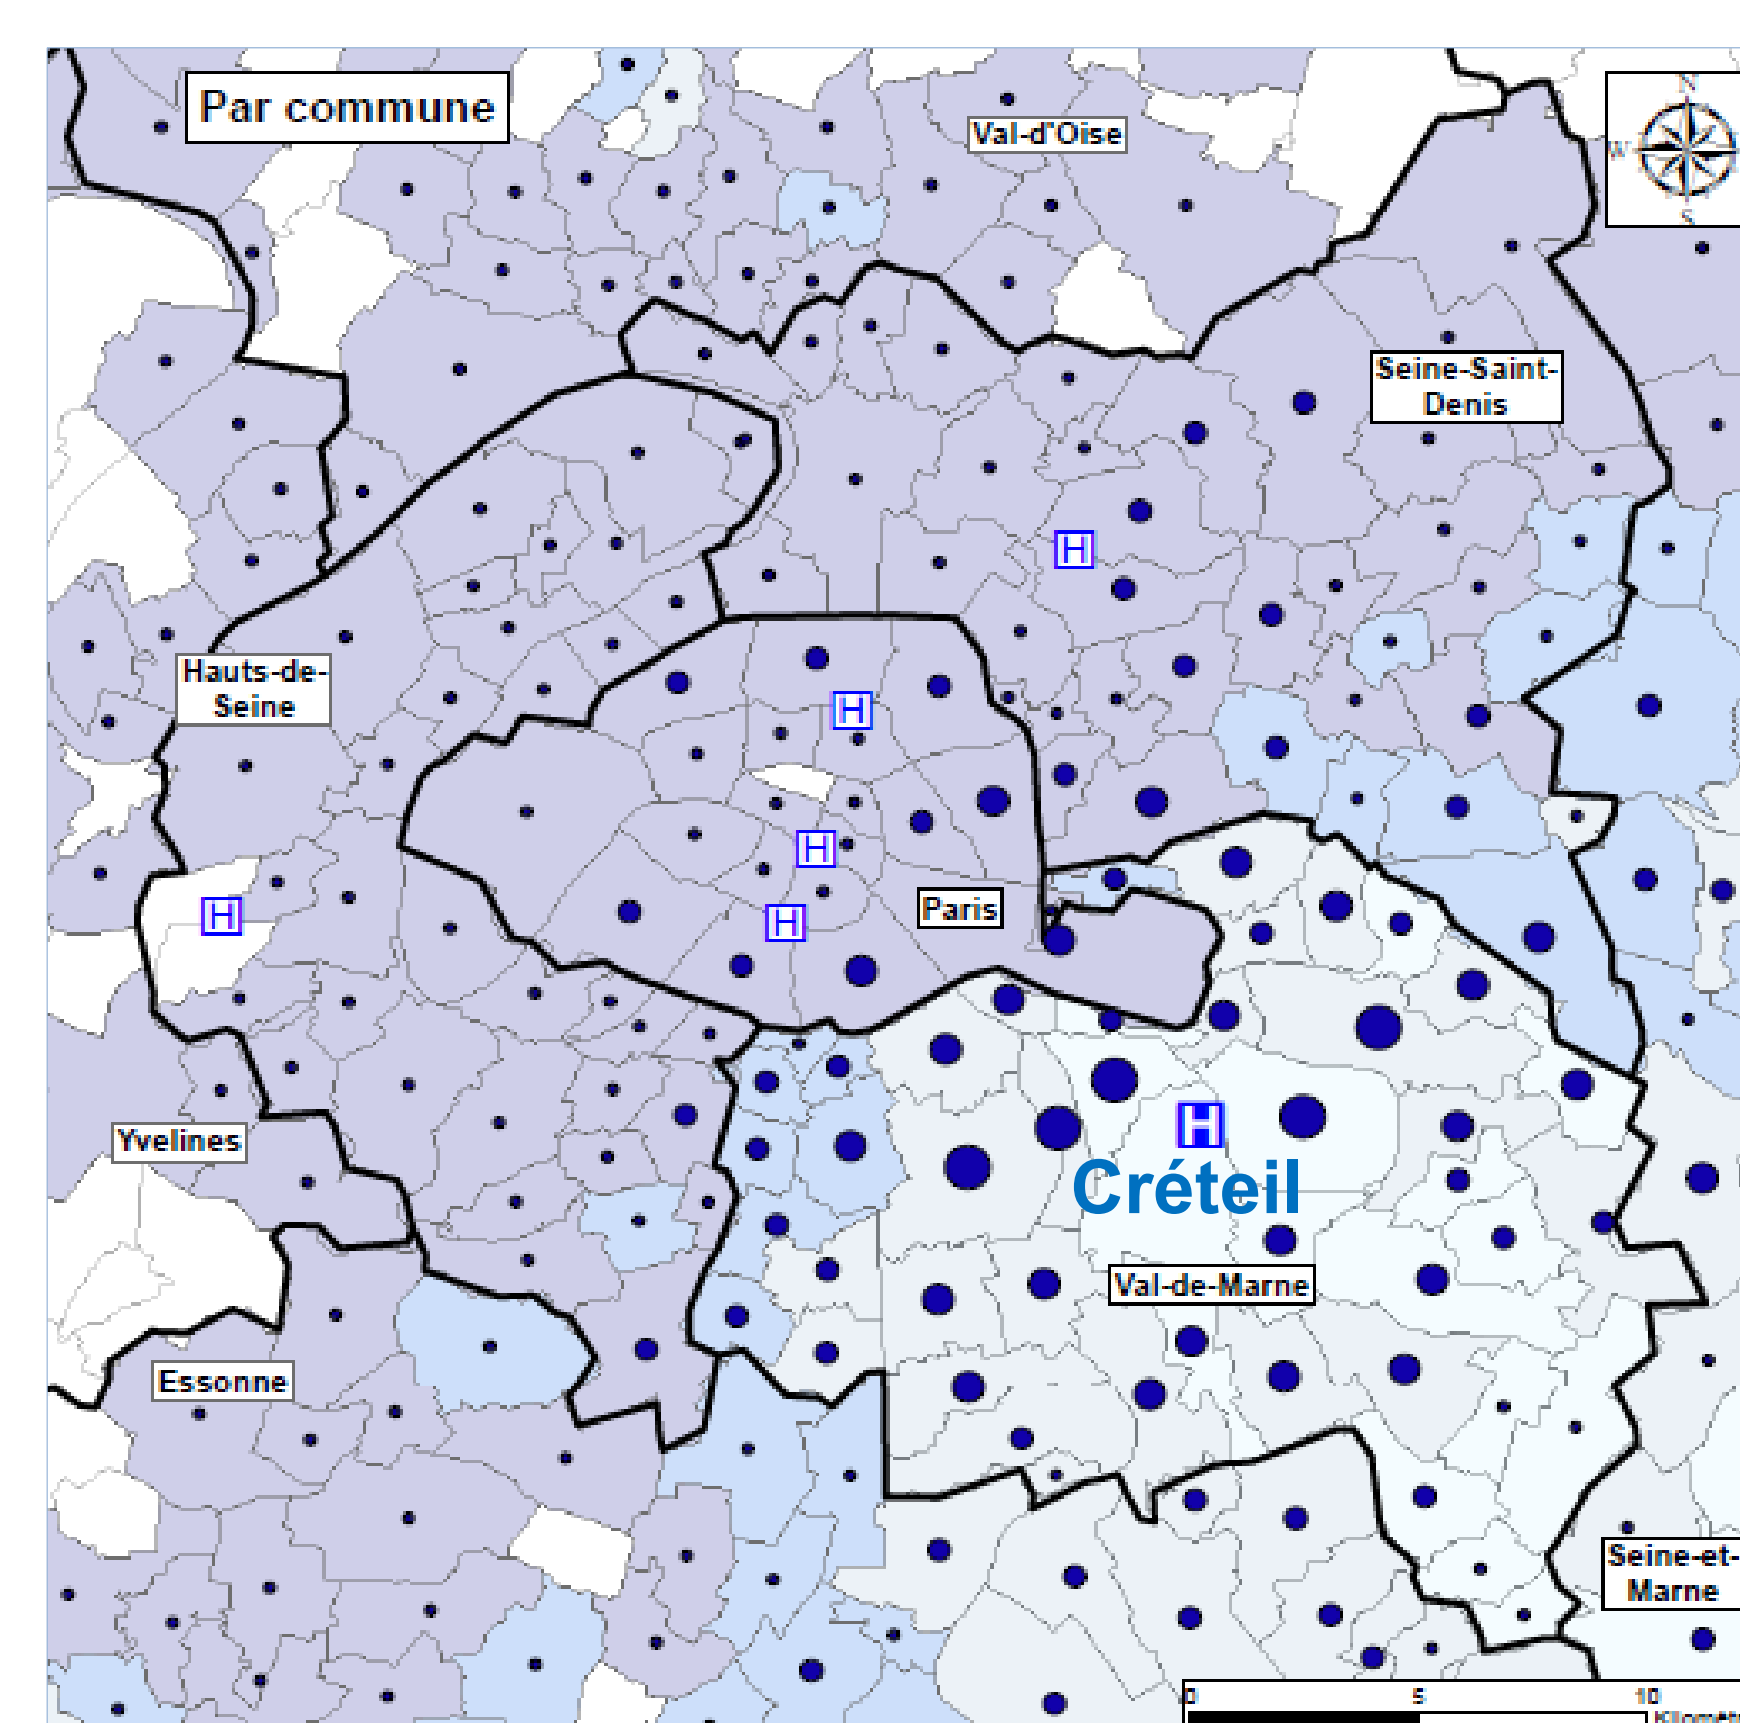 Par commune
Val-d'Oise
N
W
S
Seine-Saint-
Denis
H
Hauts-de-
Seine
H
H
H
H
Paris
H
Créteil
Yvelines
Val-de-Marne
Essonne
Seine-et-
Marne
0 5 10